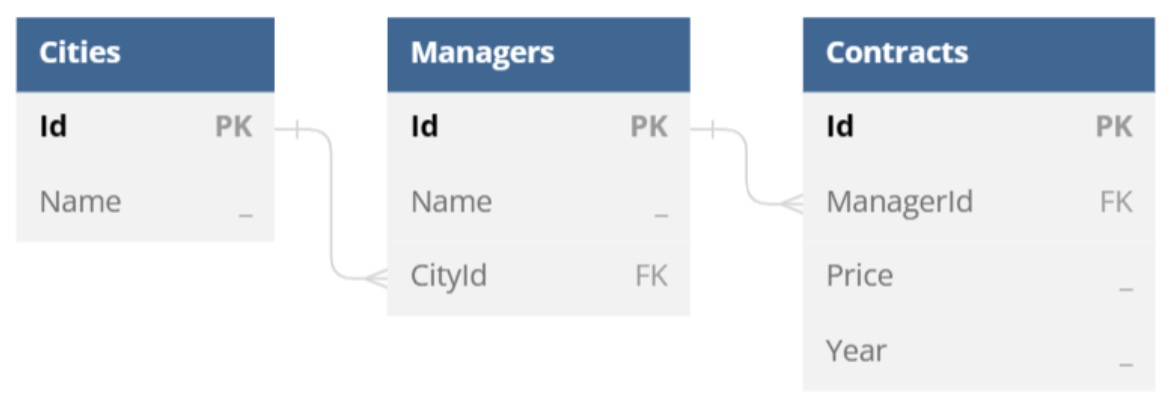 Cities
Id PK
Name _
Managers
Id PK
Name _
CityId FK
Contracts
Id PK
ManagerId FK
Price _
Year _